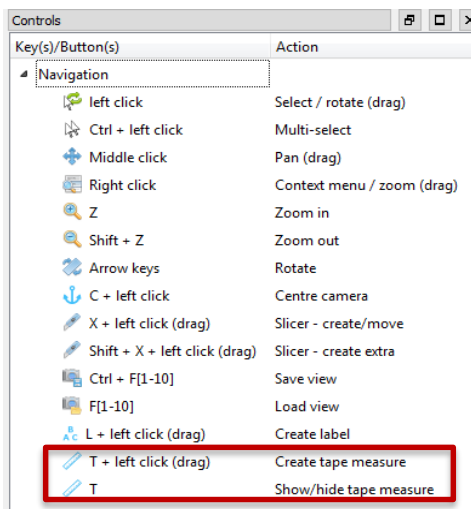 Controls
Key(s)/Button(s) Action
Navigation
left click Select / rotate (drag)
Ctrl + left click Multi-select
Middle click Pan (drag)
Right click Context menu / zoom (drag)
Z Zoom in
Shift + Z Zoom out
Arrow keys Rotate
C + left click Centre camera
X + left click (drag) Slicer - create/move
Shift + X + left click (drag) Slicer - create extra
Ctrl + F[1-10] Save view
F[1-10] Load view
L + left click (drag) Create label
T + left click (drag) Create tape measure
T Show/hide tape measure